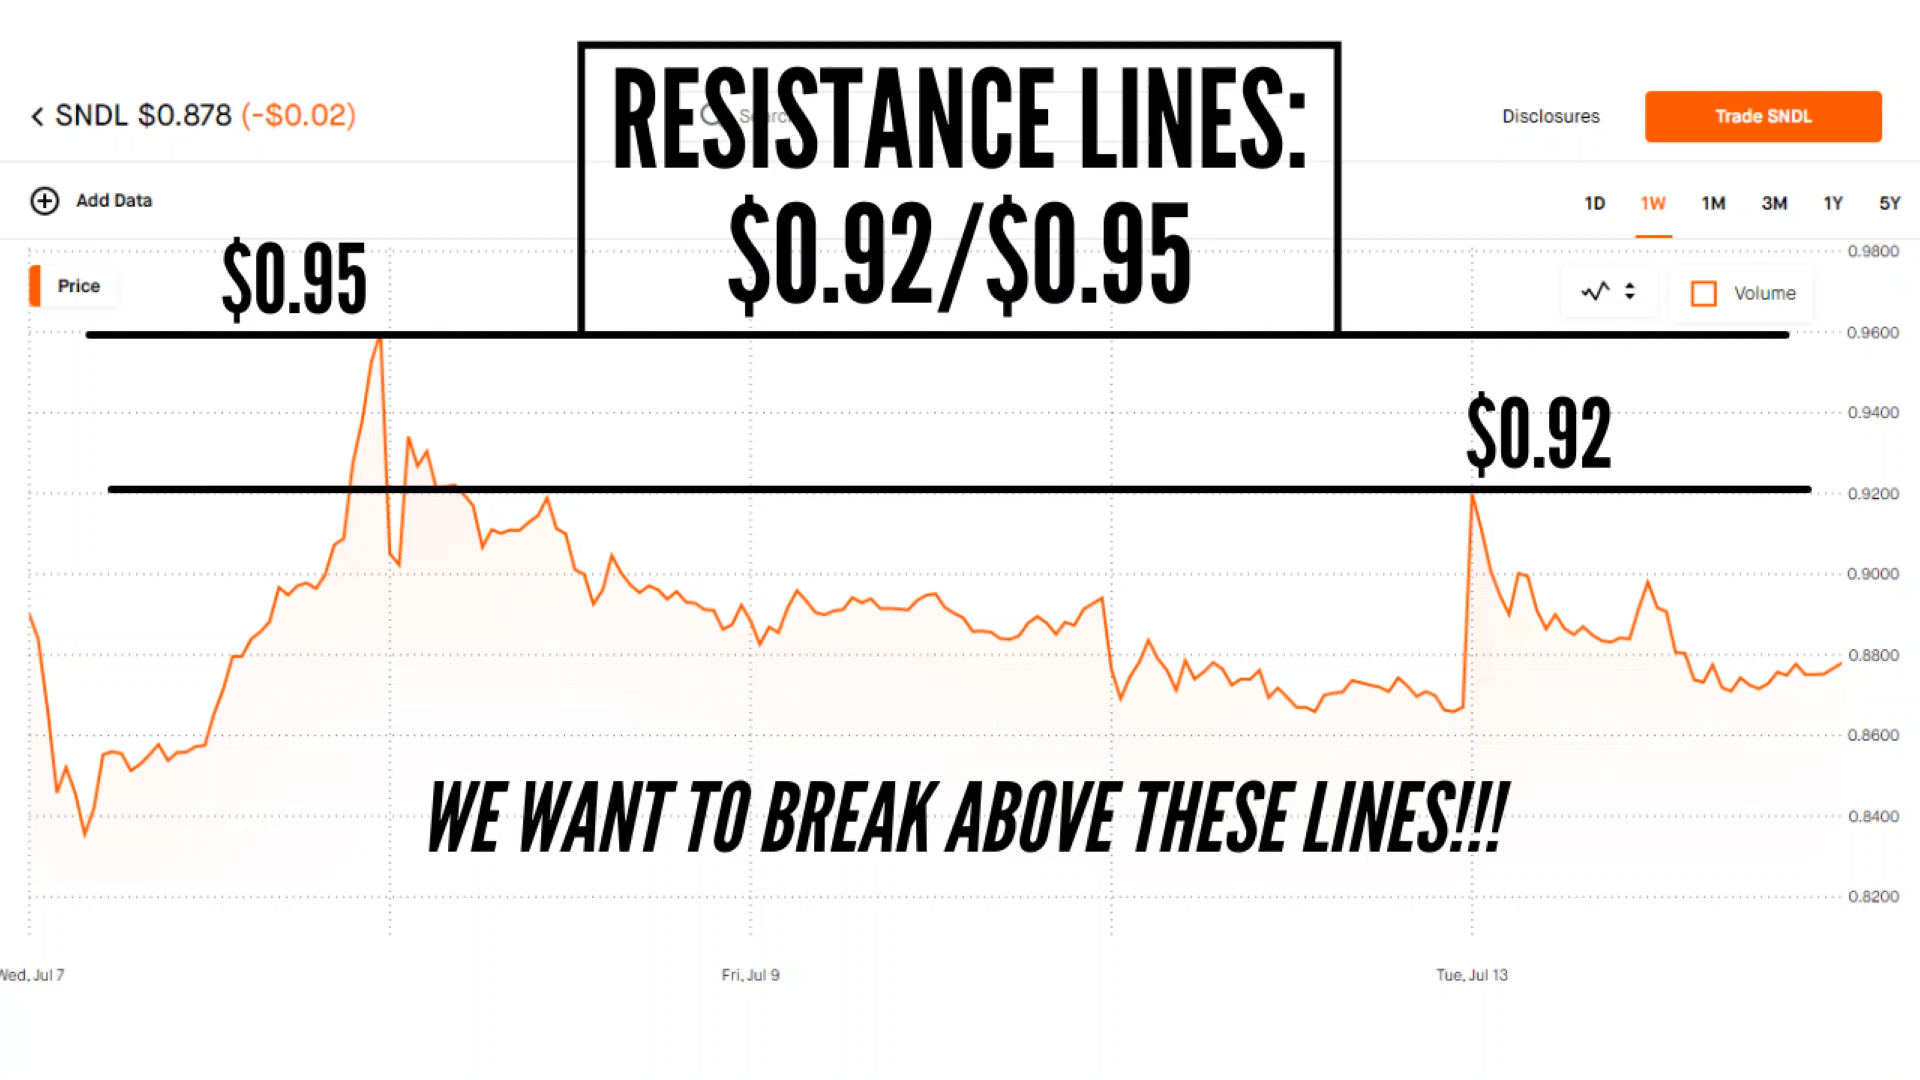 RESISTANCE LINES:
SNDL $0.878 (-$0.02)
Search
Disclosures
Trade SNDL
$0.92/$0.95
Add Data
1D 1W 1M 3M 1Y 5Y
$0.95
0.9800
Price
Volume
0.9600
$0.92
0.9400
0.9200
0.9000
0.8800
0.8600
WE WANT TO BREAK ABOVE THESE LINES!!!
0.8400
0.8200
Wed, Jul 7
Fri, Jul 9
Tue, Jul 13